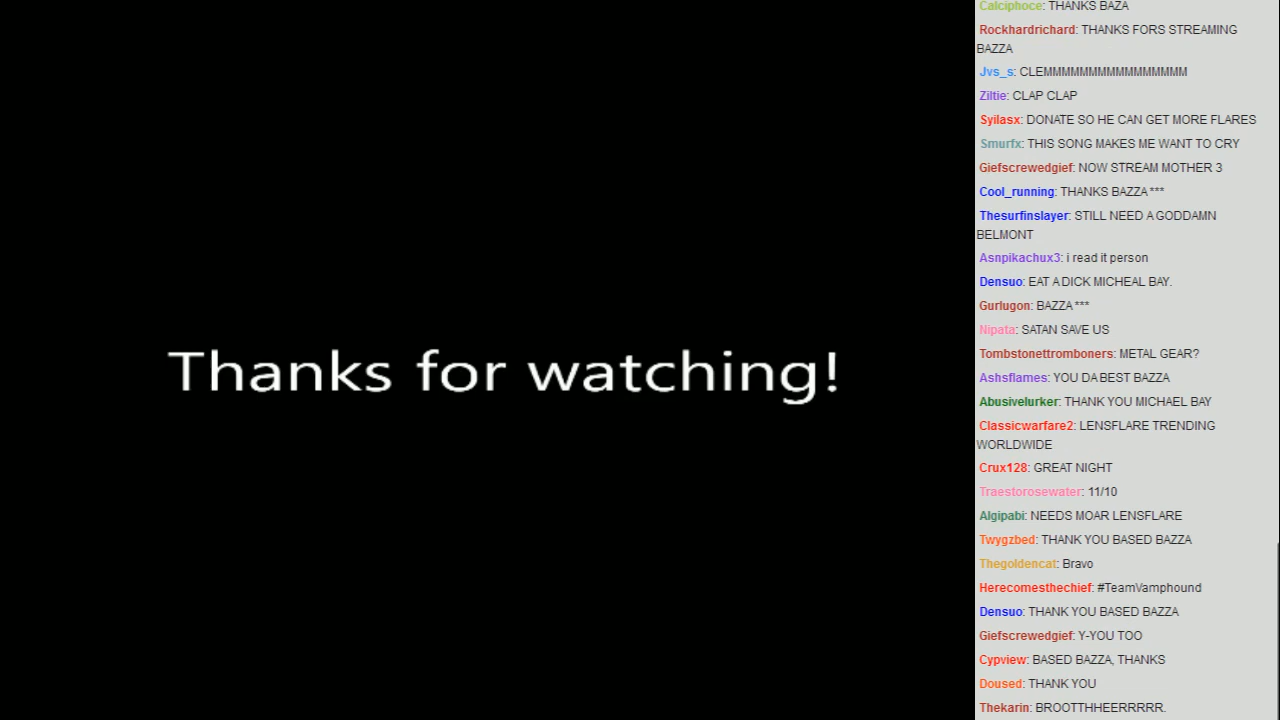 Thanks for watching!
Calciphoce: THANKS BAZA
Rockhardrichard: THANKS FORS STREAMING
BAZZA
Jvs_s: CLEMMMMMMMMMMMMMMMMM
Ziltie: CLAP CLAP
Syilasx: DONATE SO HE CAN GET MORE FLARES
Smurfx: THIS SONG MAKES ME WANT TO CRY
Giefscrewedgief: NOW STREAM MOTHER 3
Cool_running: THANKS BAZZA ***
Thesurfinslayer: STILL NEED A GODDAMN
BELMONT
Asnpikachux3: i read it person
Densuo: EAT A DICK MICHEAL BAY.
Gurlugon: BAZZA ***
Nipata: SATAN SAVE US
Tombstonettromboners: METAL GEAR?
Ashsflames: YOU DA BEST BAZZA
Abusivelurker: THANK YOU MICHAEL BAY
Classicwarfare2: LENSFLARE TRENDING
WORLDWIDE
Crux128: GREAT NIGHT
Traestorosewater: 11/10
Algipabi: NEEDS MOAR LENSFLARE
Twygzbed: THANK YOU BASED BAZZA
Thegoldencat: Bravo
Herecomesthechief: #TeamVamphound
Densuo: THANK YOU BASED BAZZA
Giefscrewedgief: Y-YOU TOO
Cypview: BASED BAZZA, THANKS
Doused: THANK YOU
Thekarin: BROOTTHHEERRRRR.